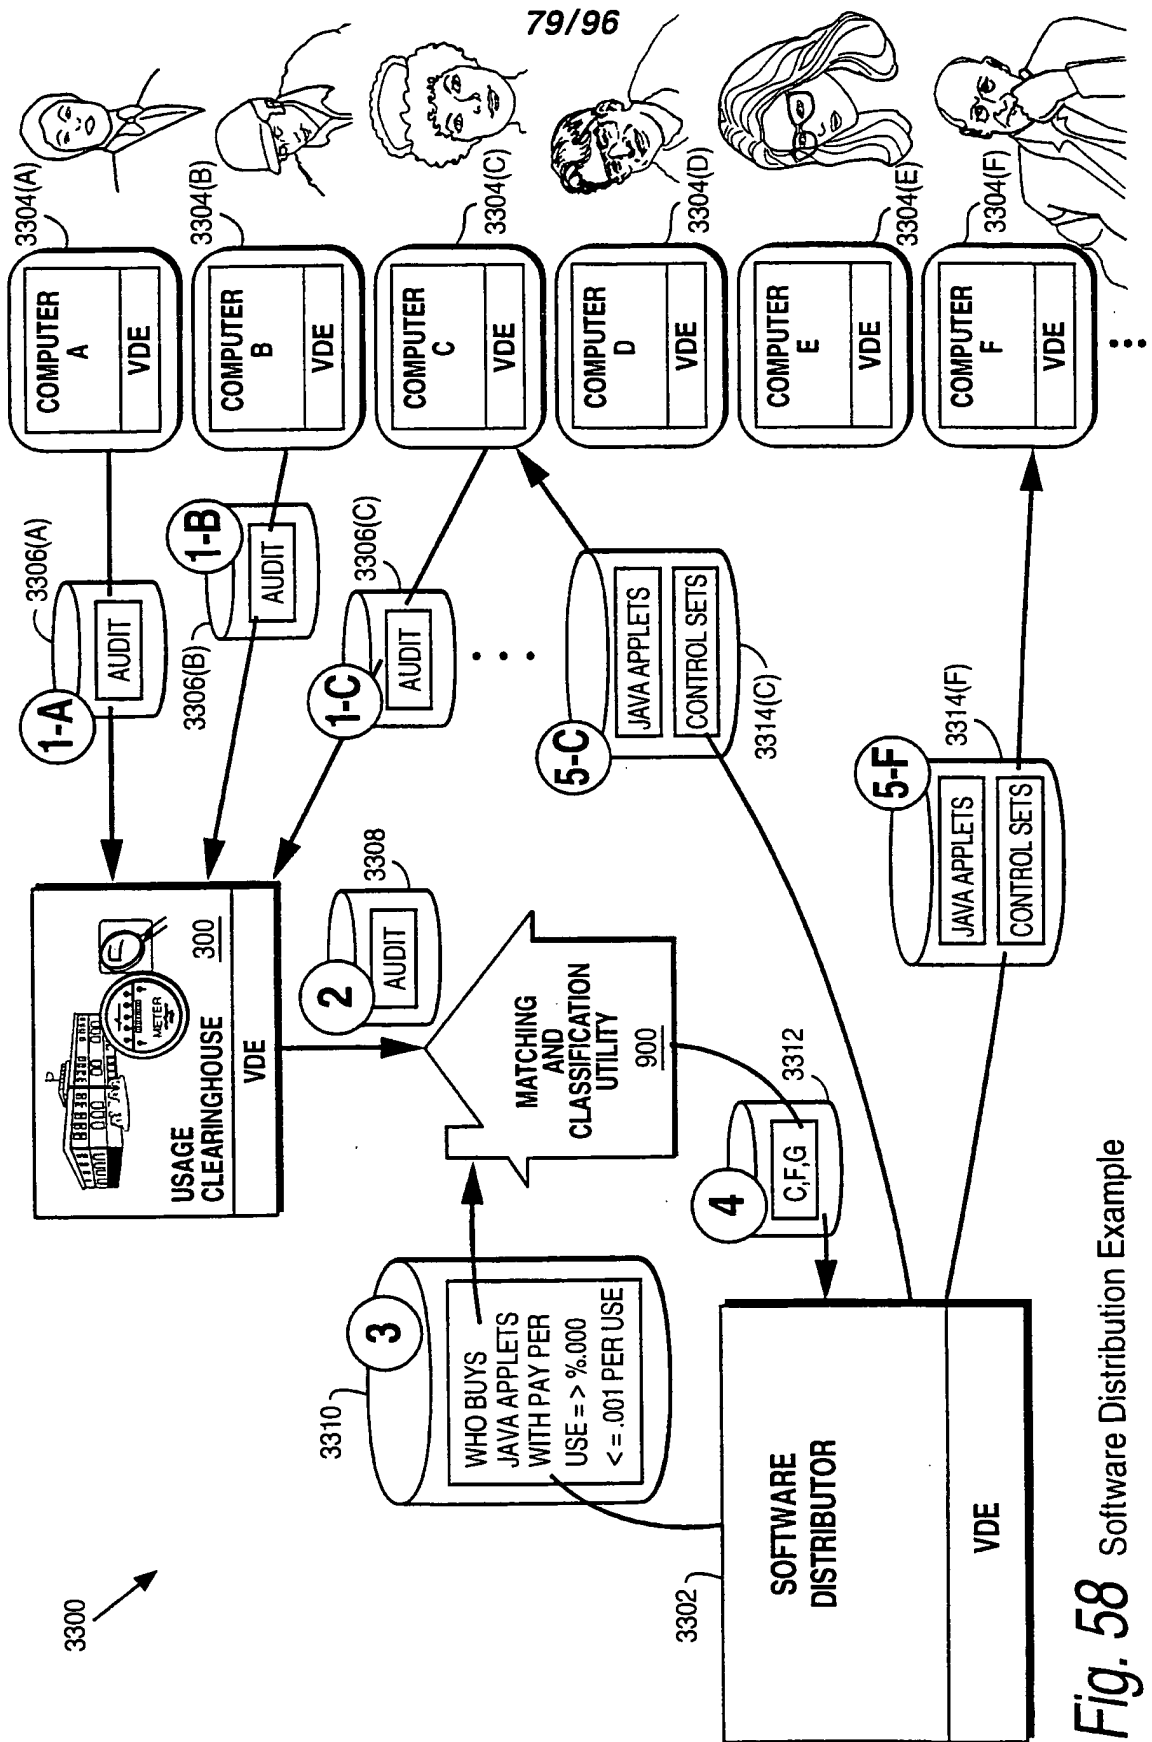 79/96
3300
3302
SOFTWARE
DISTRIBUTOR
VDE
3310
3
WHO BUYS
JAVA APPLETS
WITH PAY PER
USE = > %.000
< = .001 PER USE
USAGE
CLEARINGHOUSE
300
METER
VDE
2
3308
AUDIT
MATCHING
AND
CLASSIFICATION
UTILITY
900
4
3312
C,F,G
1-A
3306(A)
AUDIT
1-B
3306(B)
AUDIT
1-C
3306(C)
AUDIT
5-C
JAVA APPLETS
CONTROL SETS
3314(C)
5-F
JAVA APPLETS
CONTROL SETS
3314(F)
COMPUTER
A
VDE
3304(A)
COMPUTER
B
VDE
3304(B)
COMPUTER
C
VDE
3304(C)
COMPUTER
D
VDE
3304(D)
COMPUTER
E
VDE
3304(E)
COMPUTER
F
VDE
3304(F)
Fig. 58 Software Distribution Example